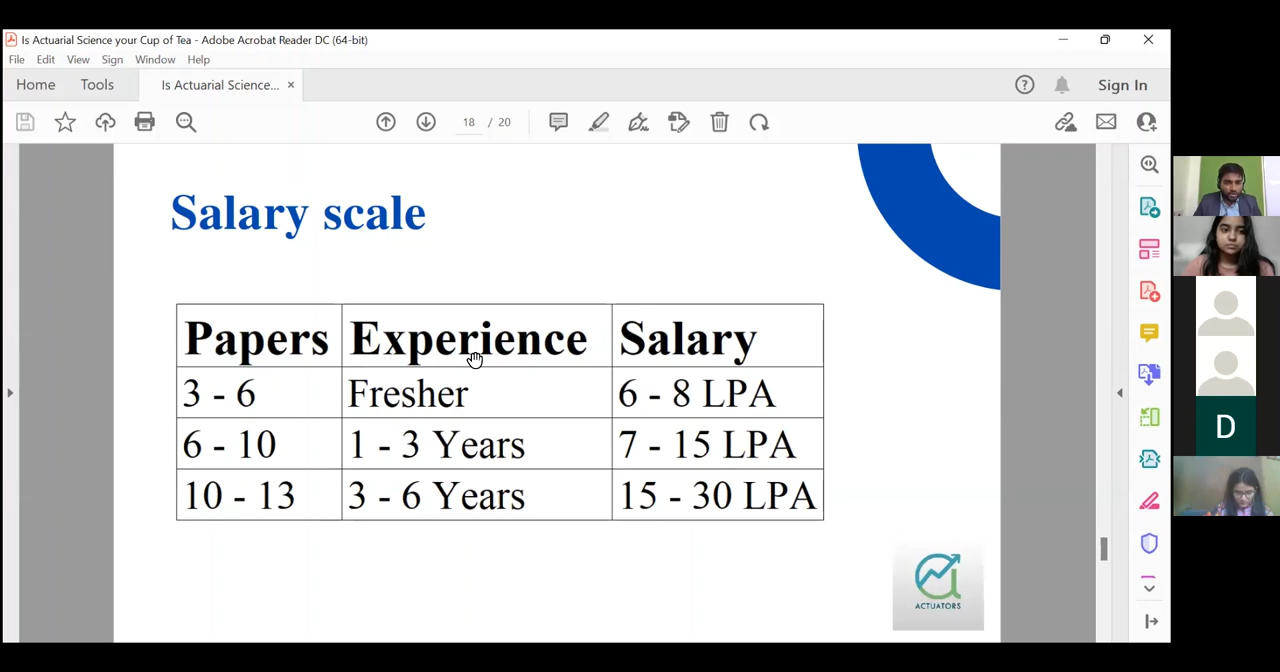 Is Actuarial Science your Cup of Tea - Adobe Acrobat Reader DC (64-bit)
File Edit View Sign Window Help
Home Tools Is Actuarial Science... × Sign In
18 / 20
Salary scale
Papers Experience Salary
3 - 6 Fresher 6 - 8 LPA
6 - 10 1 - 3 Years 7 - 15 LPA
10 - 13 3 - 6 Years 15 - 30 LPA
ACTUATORS
D